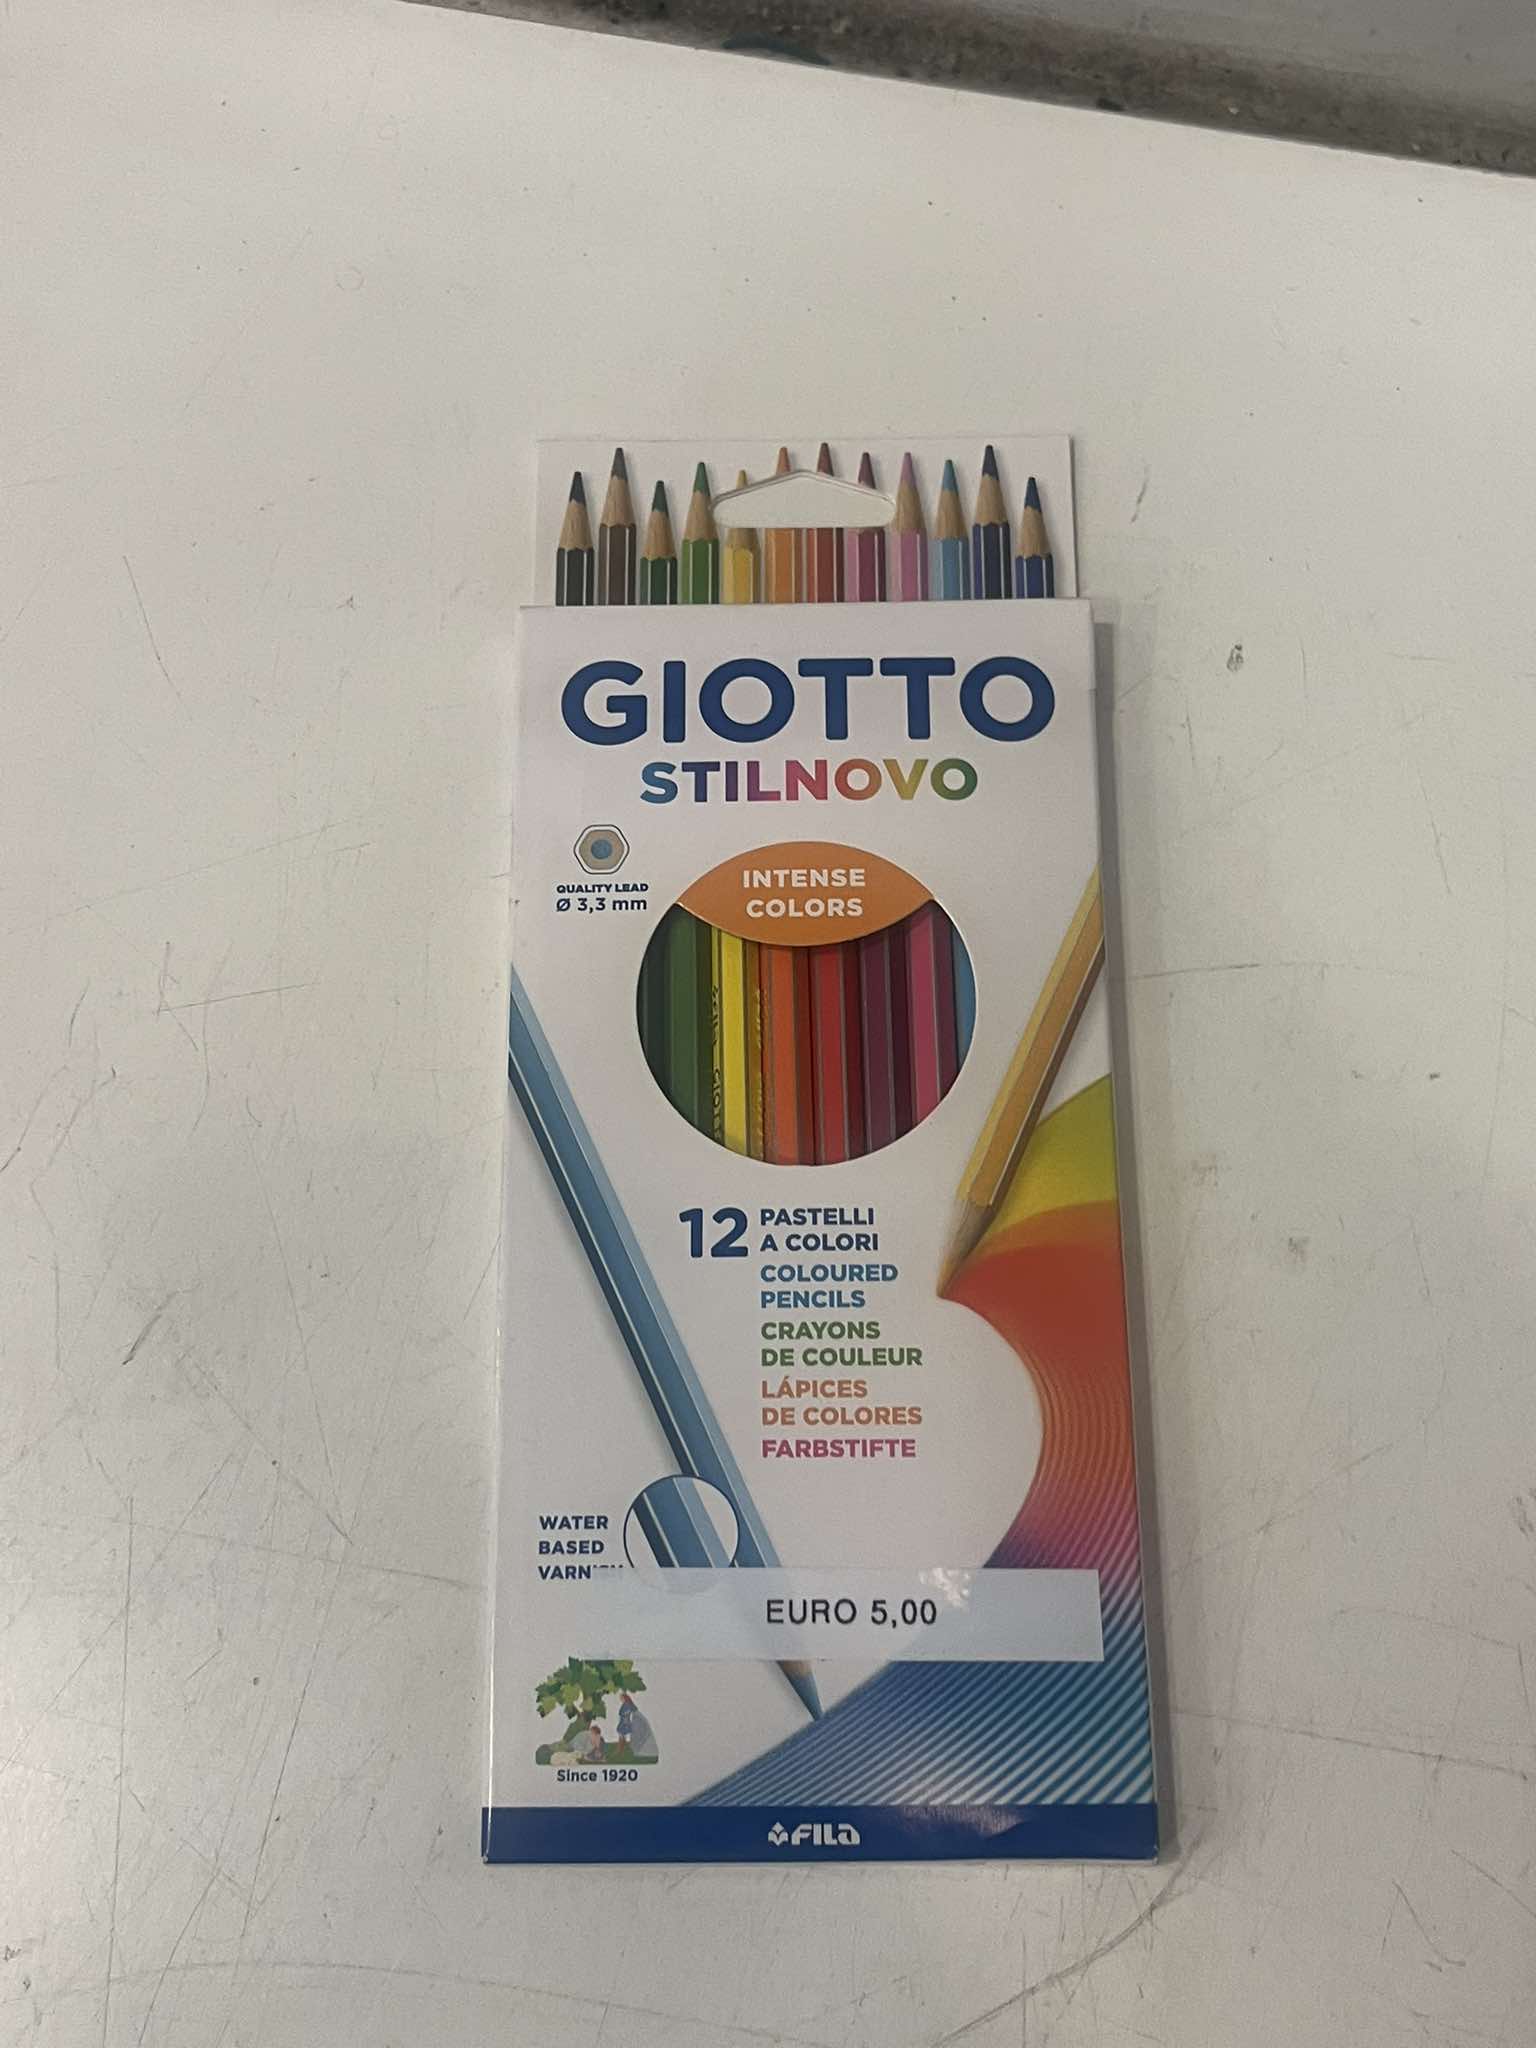 GIOTTO
STILNOVO
QUALITY LEAD
Ø 3,3 mm
INTENSE
COLORS
12 PASTELLI
A COLORI
COLOURED
PENCILS
CRAYONS
DE COULEUR
LÁPICES
DE COLORES
FARBSTIFTE
WATER
BASED
EURO 5,00
Since 1920
FILA